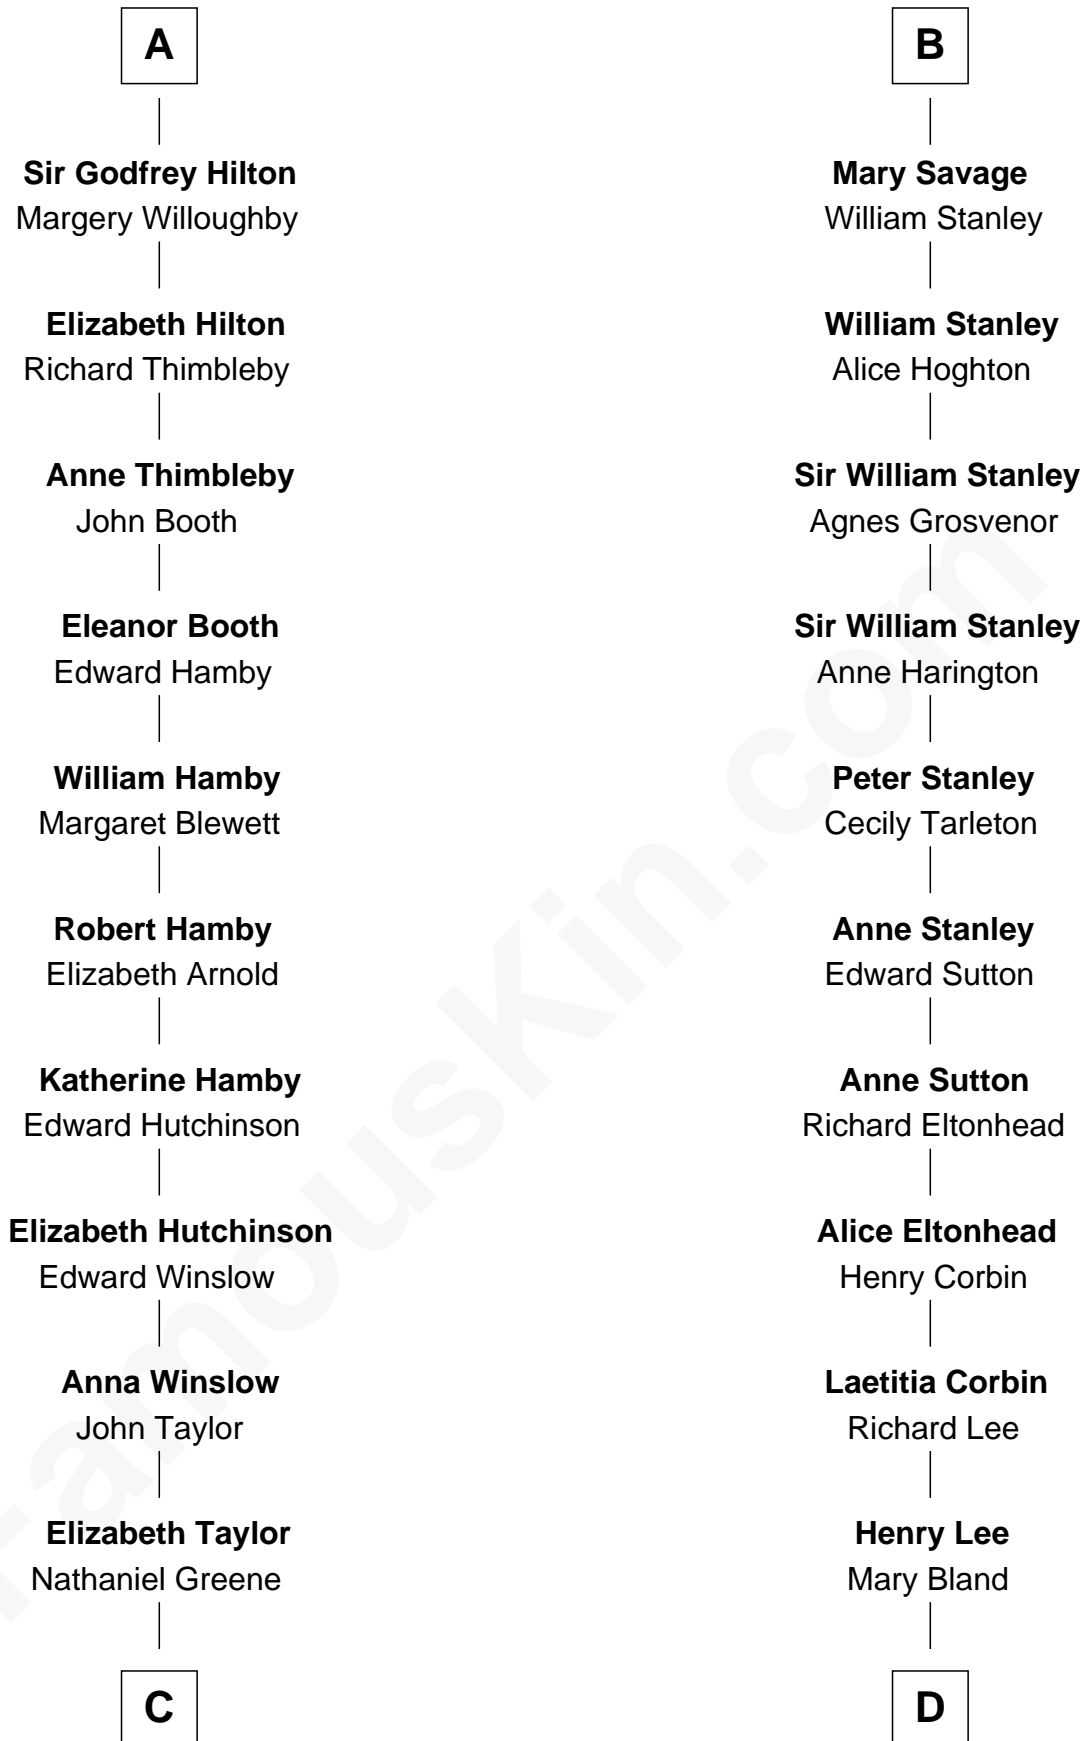 A
Sir Godfrey Hilton
Margery Willoughby
Elizabeth Hilton
Richard Thimbleby
Anne Thimbleby
John Booth
Eleanor Booth
Edward Hamby
William Hamby
Margaret Blewett
Robert Hamby
Elizabeth Arnold
Katherine Hamby
Edward Hutchinson
Elizabeth Hutchinson
Edward Winslow
Anna Winslow
John Taylor
Elizabeth Taylor
Nathaniel Greene
C
B
Mary Savage
William Stanley
William Stanley
Alice Hoghton
Sir William Stanley
Agnes Grosvenor
Sir William Stanley
Anne Harington
Peter Stanley
Cecily Tarleton
Anne Stanley
Edward Sutton
Anne Sutton
Richard Eltonhead
Alice Eltonhead
Henry Corbin
Laetitia Corbin
Richard Lee
Henry Lee
Mary Bland
D
FamousKin.com